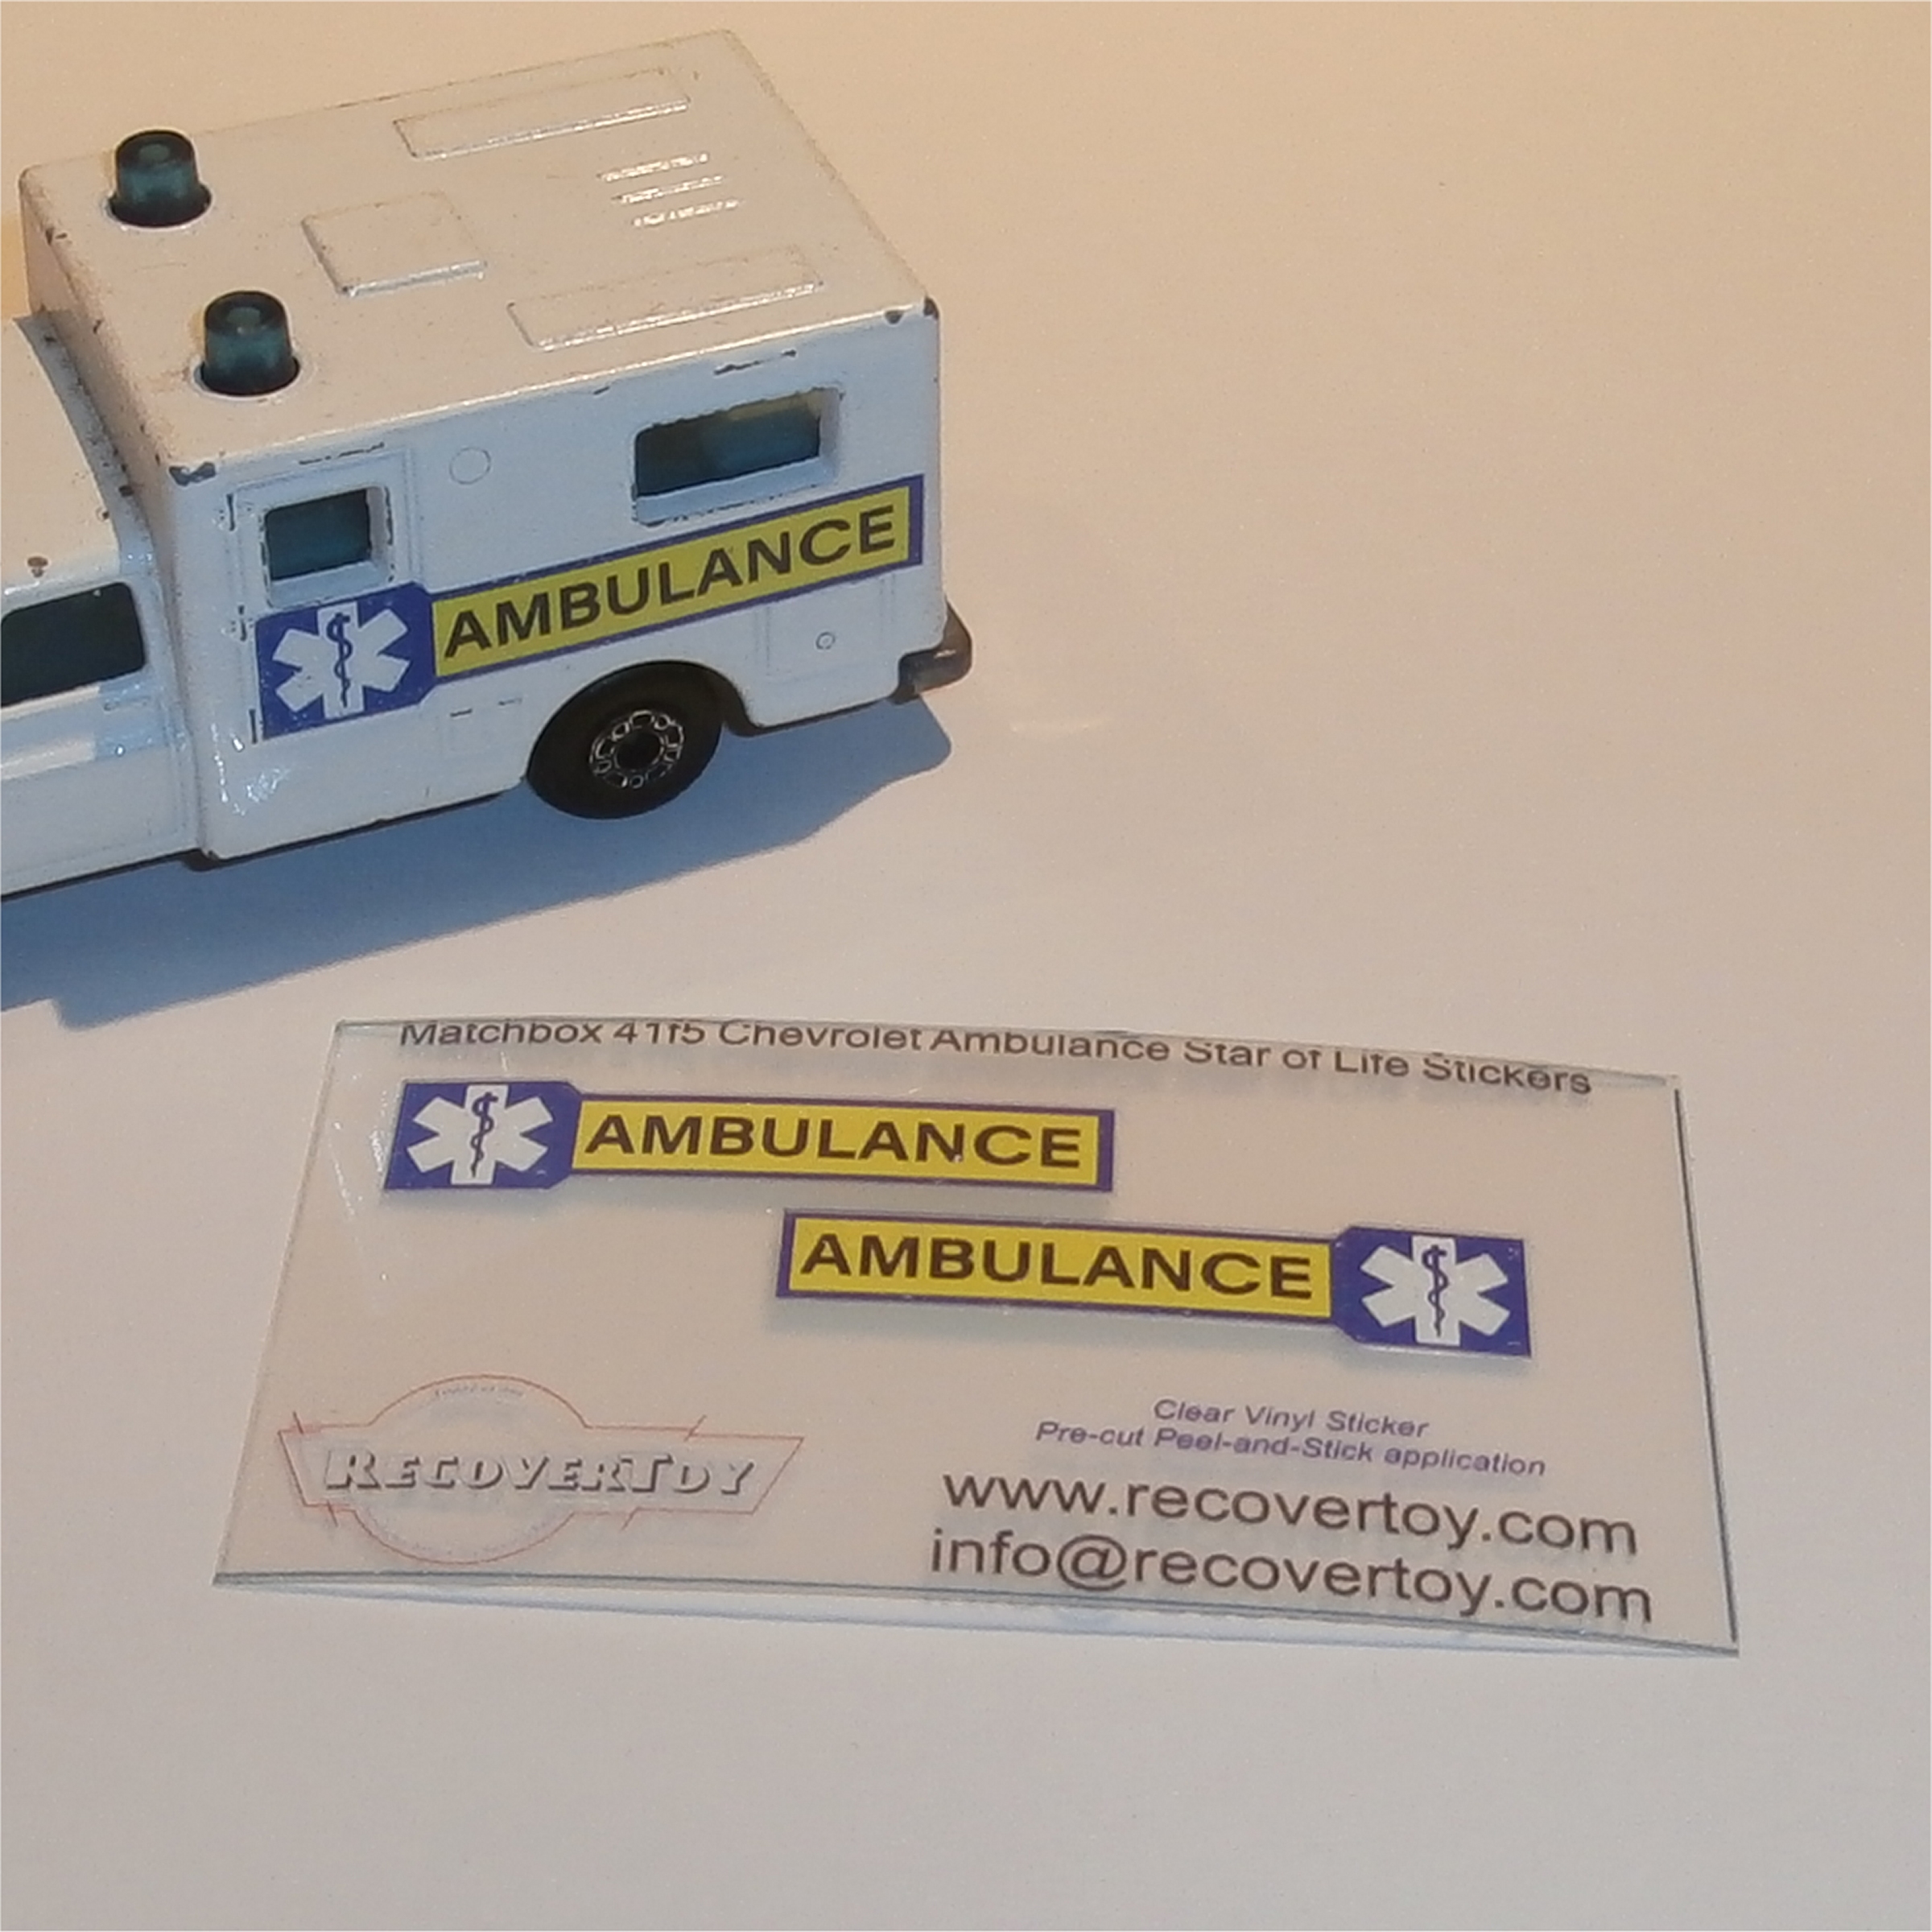 AMBULANCE
Matchbox 41f5 Chevrolet Ambulance Star of Life Stickers
AMBULANCE
AMBULANCE
Clear Vinyl Sticker
Pre-cut Peel-and-Stick application
RECOVERTOY
www.recovertoy.com
info@recovertoy.com